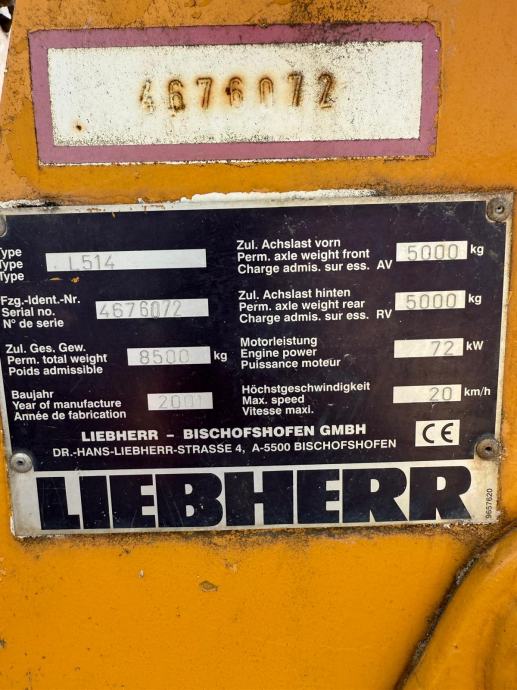 4676072
Type
Type
Type
L514
Zul. Achslast vorn
Perm. axle weight front
Charge admis. sur ess. AV
5000 kg
Fzg.-Ident.-Nr.
Serial no.
N° de serie
4676072
Zul. Achslast hinten
Perm. axle weight rear
Charge admis. sur ess. RV
5000 kg
Zul. Ges. Gew.
Perm. total weight
Poids admissible
8500 kg
Motorleistung
Engine power
Puissance moteur
72 kW
Baujahr
Year of manufacture
Année de fabrication
2001
Höchstgeschwindigkeit
Max. speed
Vitesse maxi.
20 km/h
LIEBHERR – BISCHOFSHOFEN GMBH
DR.-HANS-LIEBHERR-STRASSE 4, A-5500 BISCHOFSHOFEN
CE
LIEBHERR
9657620